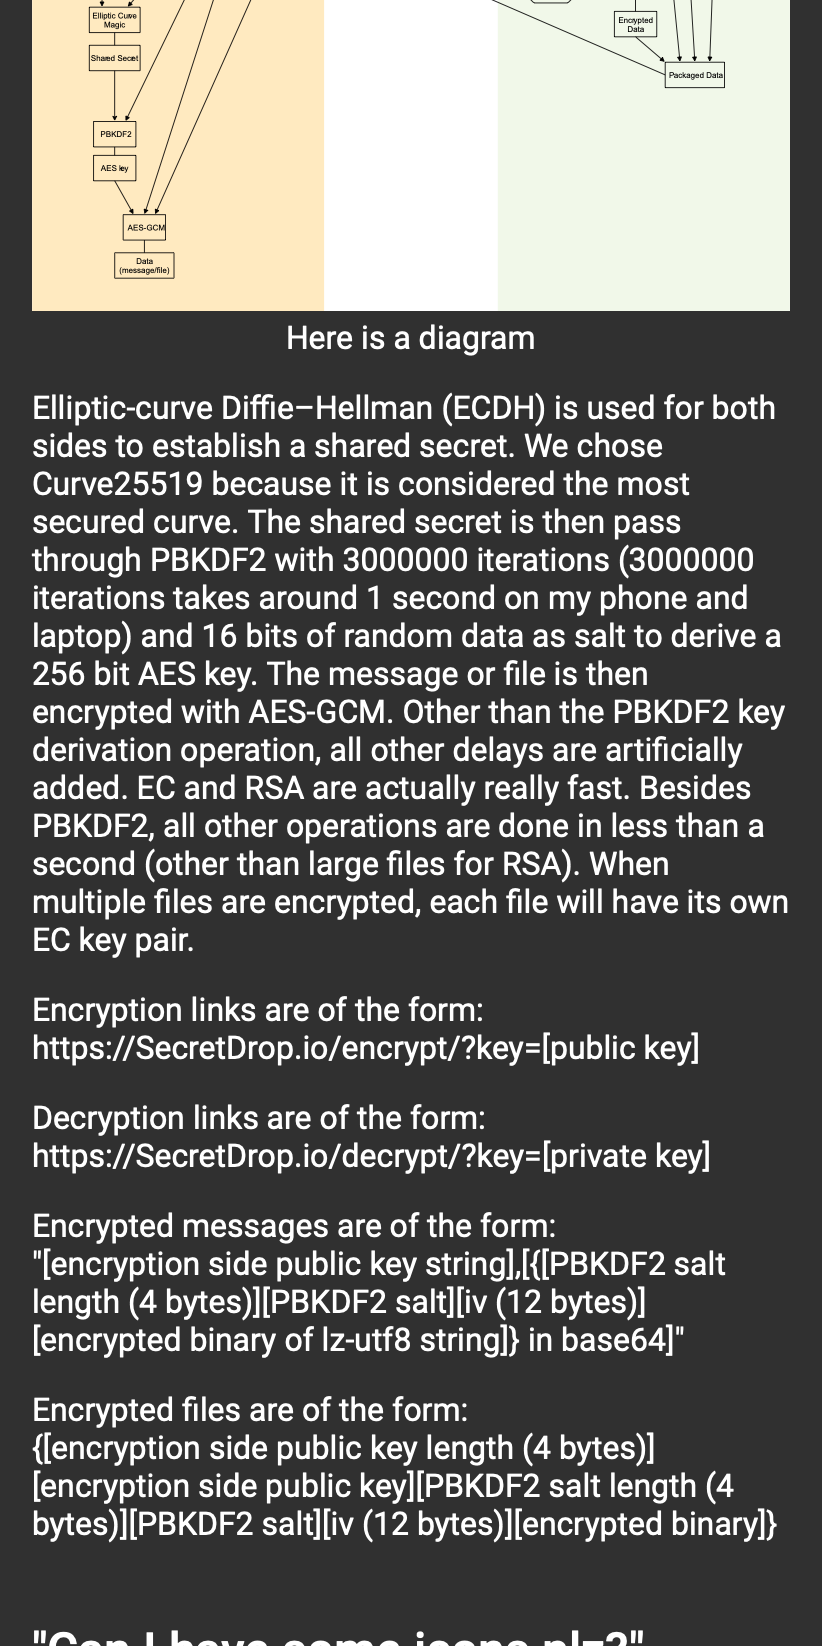 Elliptic Curve
Magic
Shared Secret
PBKDF2
AES key
AES-GCM
Data
(message/file)
Encrypted
Data
Packaged Data
Here is a diagram
Elliptic-curve Diffie–Hellman (ECDH) is used for both
sides to establish a shared secret. We chose
Curve25519 because it is considered the most
secured curve. The shared secret is then pass
through PBKDF2 with 3000000 iterations (3000000
iterations takes around 1 second on my phone and
laptop) and 16 bits of random data as salt to derive a
256 bit AES key. The message or file is then
encrypted with AES-GCM. Other than the PBKDF2 key
derivation operation, all other delays are artificially
added. EC and RSA are actually really fast. Besides
PBKDF2, all other operations are done in less than a
second (other than large files for RSA). When
multiple files are encrypted, each file will have its own
EC key pair.
Encryption links are of the form:
https://SecretDrop.io/encrypt/?key=[public key]
Decryption links are of the form:
https://SecretDrop.io/decrypt/?key=[private key]
Encrypted messages are of the form:
"[encryption side public key string],[{[PBKDF2 salt
length (4 bytes)][PBKDF2 salt][iv (12 bytes)]
[encrypted binary of lz-utf8 string]} in base64]"
Encrypted files are of the form:
{[encryption side public key length (4 bytes)]
[encryption side public key][PBKDF2 salt length (4
bytes)][PBKDF2 salt][iv (12 bytes)][encrypted binary]}
"Can I have some icons plz?"